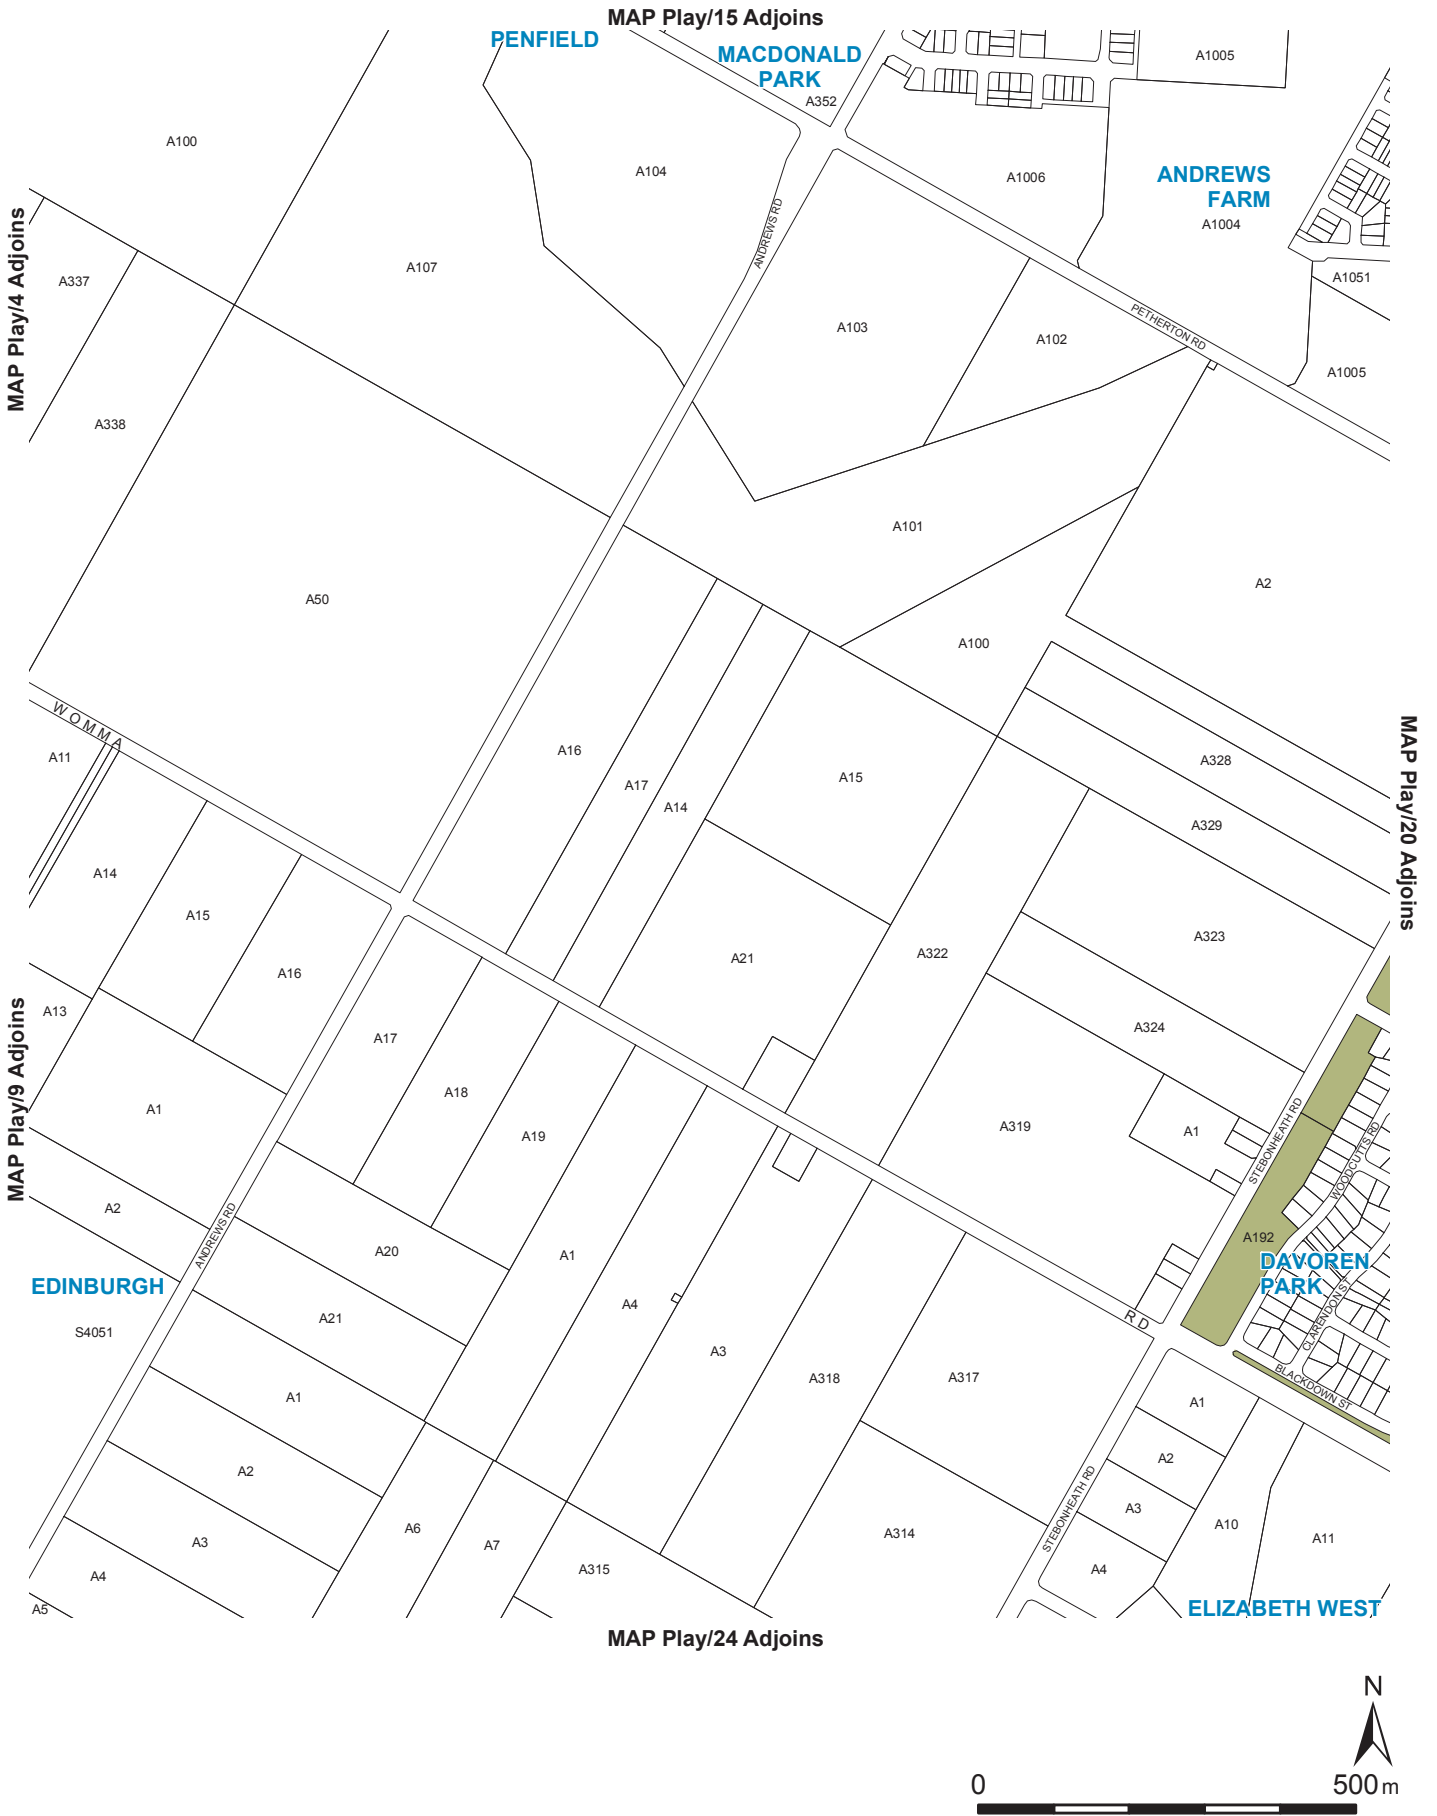 MAP Play/15 Adjoins
PENFIELD
MACDONALD
PARK
A1005
A352
A100
A104
A1006
ANDREWS
FARM
A1004
ANDREWS RD
MAP Play/4 Adjoins
A337
A107
A1051
A103
A102
PETHERTON RD
A1005
A338
A101
A2
A50
A100
WOMMA
A11
A16
A17
A14
A15
A328
A329
MAP Play/20 Adjoins
A14
A15
A16
A21
A322
A323
A13
A17
A324
MAP Play/9 Adjoins
A1
A18
A19
A319
A1
STEBONHEATH RD
WOODCUTTS RD
A2
ANDREWS RD
A20
A1
A192
DAVOREN
PARK
EDINBURGH
A4
RD
CLARENDON ST
S4051
A21
A3
A318
A317
BLACKDOWN ST
A1
A1
A2
A2
STEBONHEATH RD
A3
A10
A11
A6
A7
A314
A3
A315
A4
A4
A5
ELIZABETH WEST
MAP Play/24 Adjoins
N
0
500 m